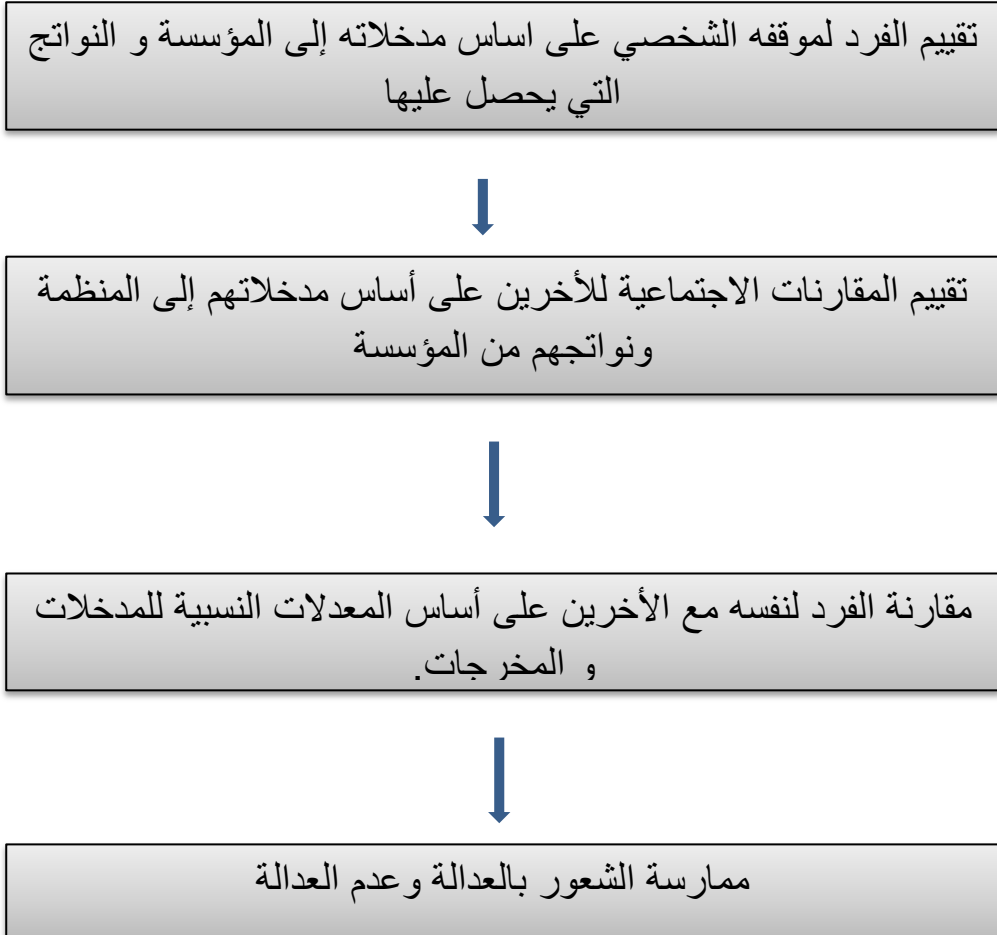 تقييم الفرد لموقفه الشخصي على اساس مدخلاته إلى المؤسسة و النواتج
التي يحصل عليها
تقييم المقارنات الاجتماعية للأخرين على أساس مدخلاتهم إلى المنظمة
ونواتجهم من المؤسسة
مقارنة الفرد لنفسه مع الأخرين على أساس المعدلات النسبية للمدخلات
و المخرجات.
ممارسة الشعور بالعدالة وعدم العدالة